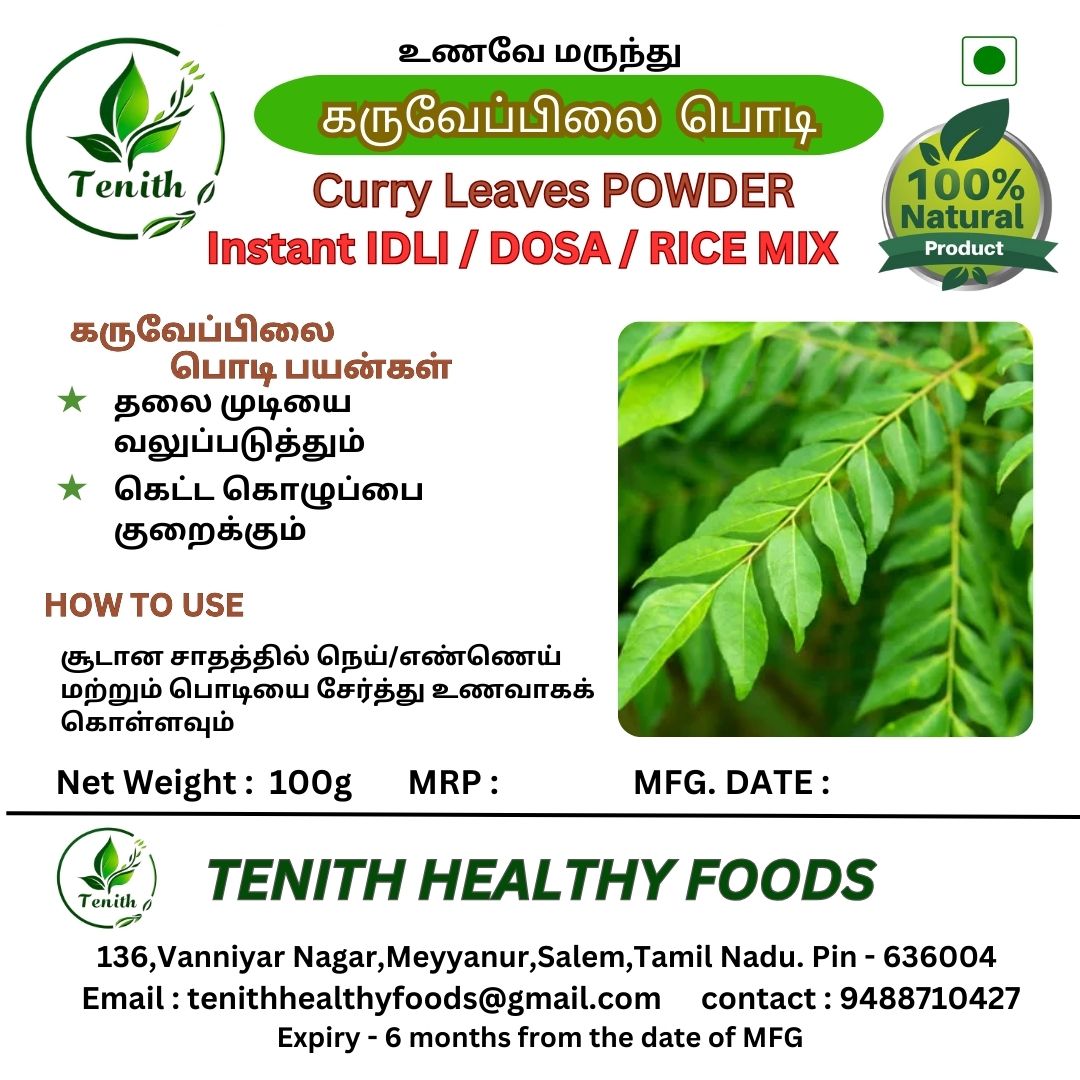 உணவே மருந்து
கருவேப்பிலை பொடி
Tenith
Curry Leaves POWDER
Instant IDLI / DOSA / RICE MIX
100%
Natural
Product
கருவேப்பிலை
பொடி பயன்கள்
தலை முடியை
வலுப்படுத்தும்
கெட்ட கொழுப்பை
குறைக்கும்
HOW TO USE
சூடான சாதத்தில் நெய்/எண்ணெய்
மற்றும் பொடியை சேர்த்து உணவாகக்
கொள்ளவும்
Net Weight : 100g MRP : MFG. DATE :
Tenith
TENITH HEALTHY FOODS
136,Vanniyar Nagar,Meyyanur,Salem,Tamil Nadu. Pin - 636004
Email : tenithhealthyfoods@gmail.com contact : 9488710427
Expiry - 6 months from the date of MFG